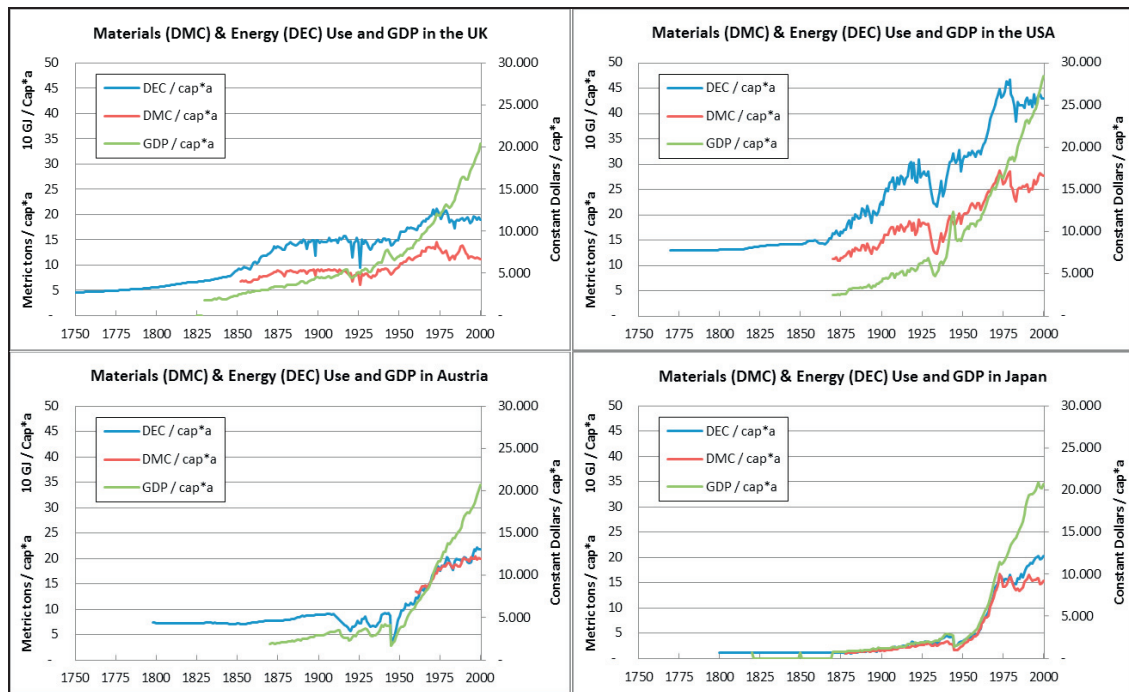 Materials (DMC) & Energy (DEC) Use and GDP in the UK
50
45
40
35
30
25
20
15
10
5
-
30.000
25.000
20.000
15.000
10.000
5.000
-
10 GJ / Cap*a
Metrictons / cap*a
Constant Dollars / cap*a
DEC / cap*a
DMC / cap*a
GDP / cap*a
1750 1775 1800 1825 1850 1875 1900 1925 1950 1975 2000
Materials (DMC) & Energy (DEC) Use and GDP in the USA
50
45
40
35
30
25
20
15
10
5
-
30.000
25.000
20.000
15.000
10.000
5.000
-
10 GJ / Cap*a
Metrictons / cap*a
Constant Dollars / cap*a
DEC / cap*a
DMC / cap*a
GDP / cap*a
1750 1775 1800 1825 1850 1875 1900 1925 1950 1975 2000
Materials (DMC) & Energy (DEC) Use and GDP in Austria
50
45
40
35
30
25
20
15
10
5
-
30.000
25.000
20.000
15.000
10.000
5.000
-
10 GJ / Cap*a
Metrictons / cap*a
Constant Dollars / cap*a
DEC / cap*a
DMC / cap*a
GDP / cap*a
1750 1775 1800 1825 1850 1875 1900 1925 1950 1975 2000
Materials (DMC) & Energy (DEC) Use and GDP in Japan
50
45
40
35
30
25
20
15
10
5
-
30.000
25.000
20.000
15.000
10.000
5.000
-
10 GJ / Cap*a
Metrictons / cap*a
Constant Dollars / cap*a
DEC / cap*a
DMC / cap*a
GDP / cap*a
1750 1775 1800 1825 1850 1875 1900 1925 1950 1975 2000